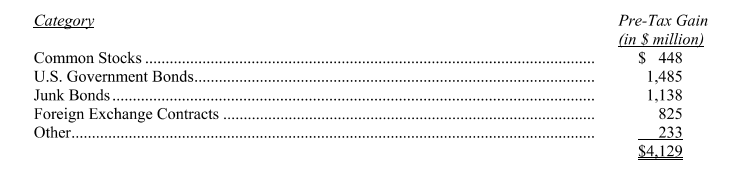 Category Pre-Tax Gain
(in $ million)
Common Stocks ........................................................ $ 448
U.S. Government Bonds........................................................ 1,485
Junk Bonds ........................................................ 1,138
Foreign Exchange Contracts ........................................................ 825
Other........................................................ 233
$4,129